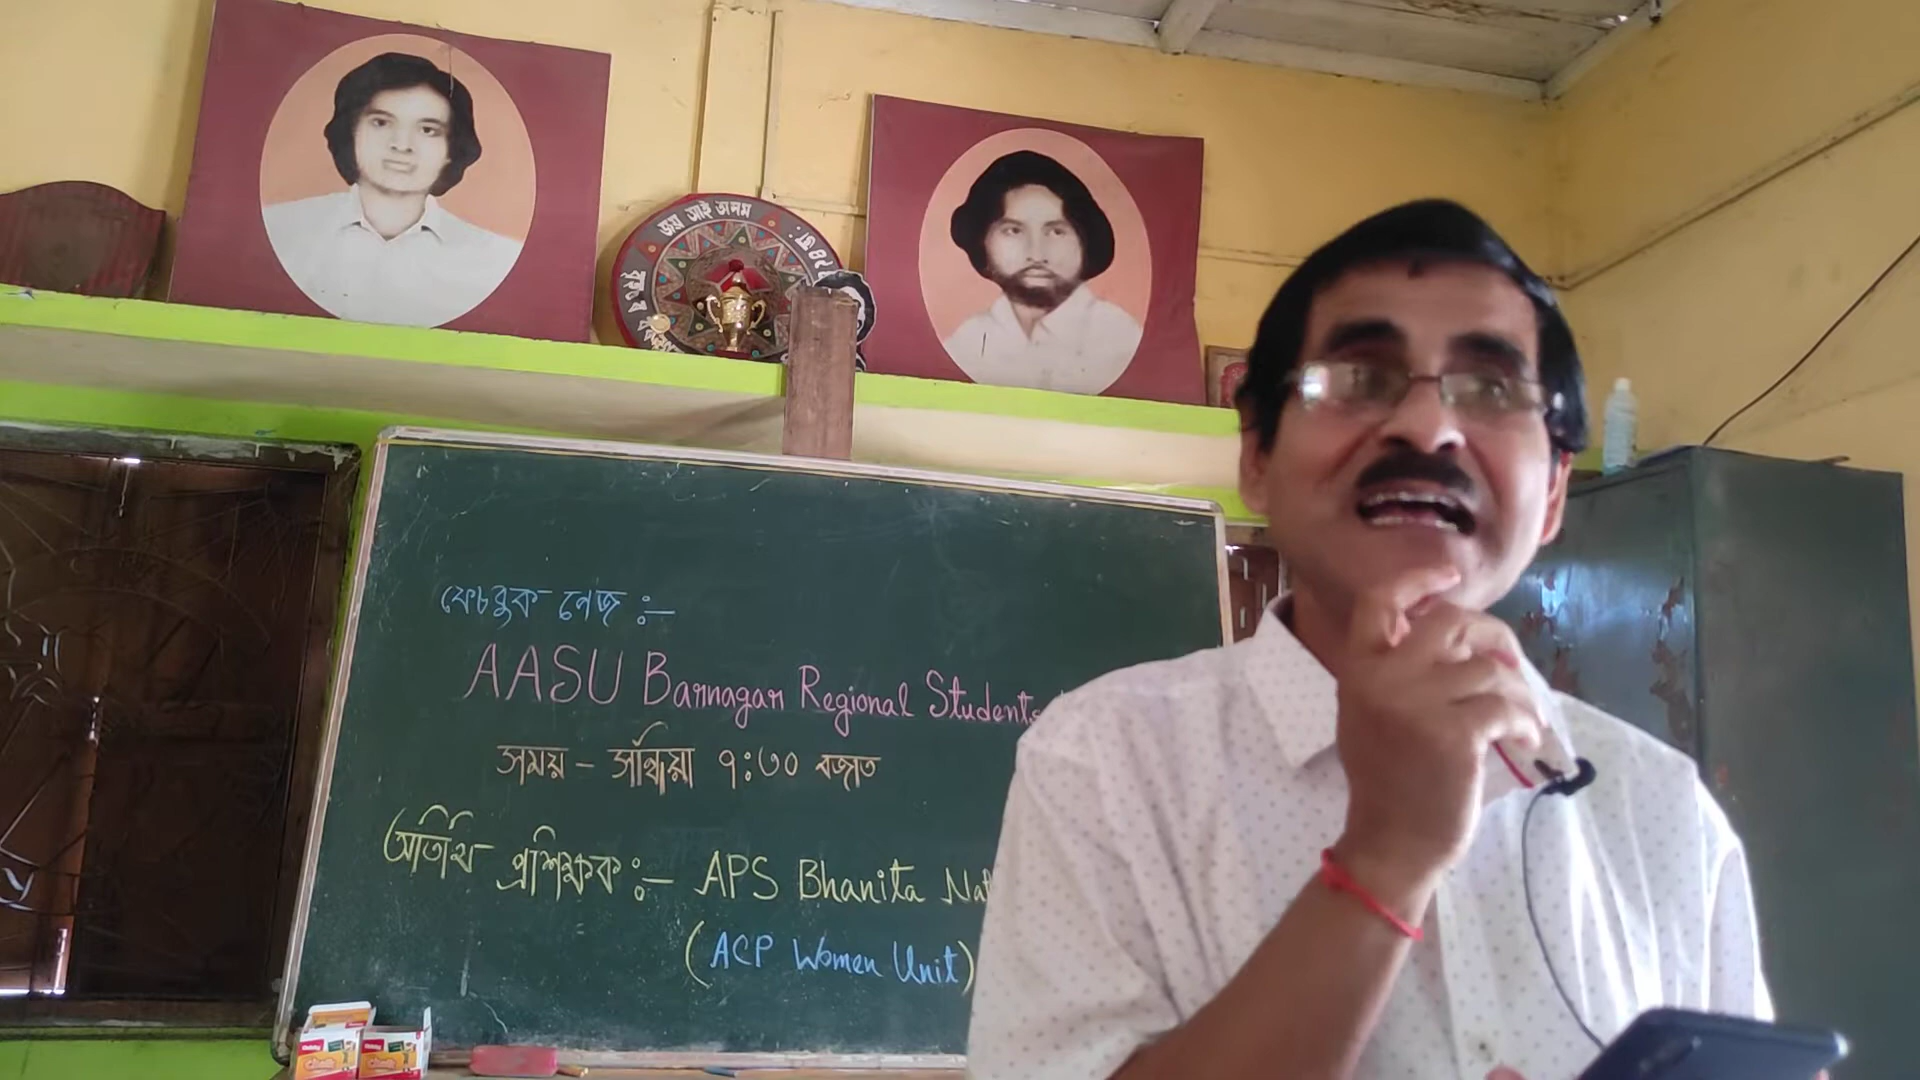 জয় আই অসম
ফেচবুক পেজ :-
AASU Barnagar Regional Students
সময় - সন্ধিয়া ৭:৩০ বজাত
অতিথি প্ৰশিক্ষক :- APS Bhanita Nat
(ACP Women Unit)